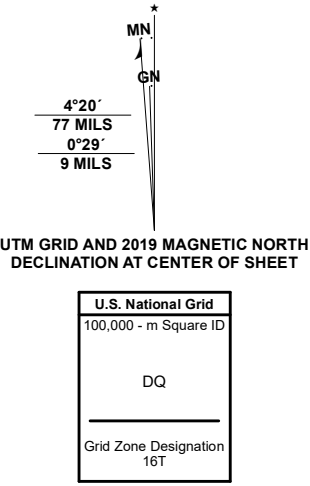 ★
MN
GN
4°20´
77 MILS
0°29´
9 MILS
UTM GRID AND 2019 MAGNETIC NORTH
DECLINATION AT CENTER OF SHEET
U.S. National Grid
100,000 - m Square ID
DQ
Grid Zone Designation
16T